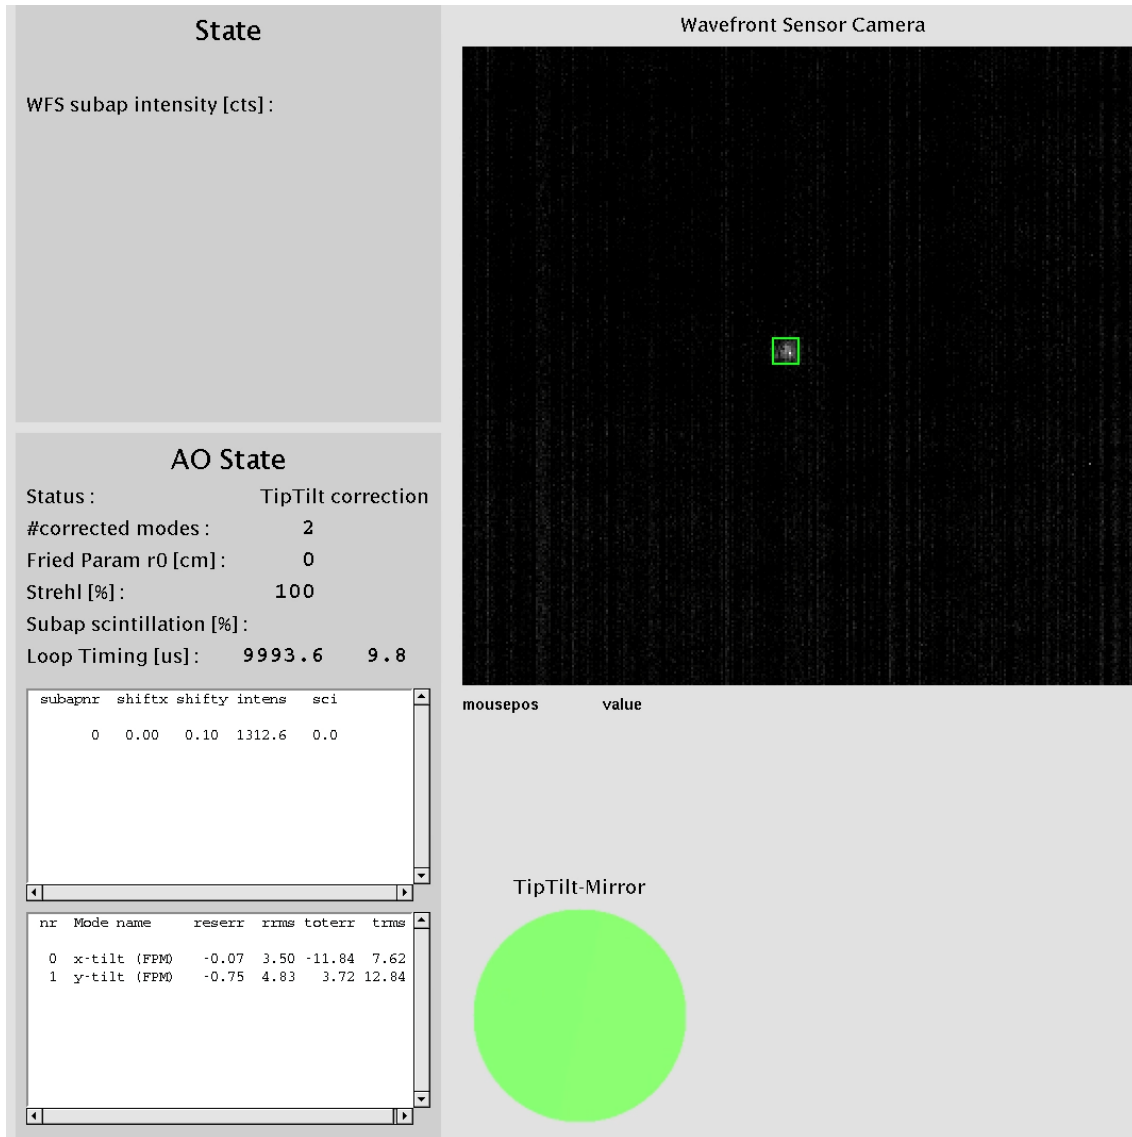 State
WFS subap intensity [cts] :
AO State
Status : TipTilt correction
#corrected modes : 2
Fried Param r0 [cm] : 0
Strehl [%] : 100
Subap scintillation [%] :
Loop Timing [us] : 9993.6 9.8
subapnr shiftx shifty intens sci
0 0.00 0.10 1312.6 0.0
nr Mode name reserr rrms toterr trms
0 x-tilt (FPM) -0.07 3.50 -11.84 7.62
1 y-tilt (FPM) -0.75 4.83 3.72 12.84
Wavefront Sensor Camera
mousepos value
TipTilt-Mirror